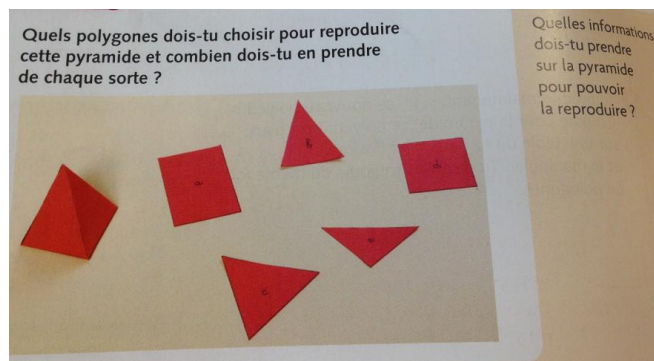 Quels polygones dois-tu choisir pour reproduire
cette pyramide et combien dois-tu en prendre
de chaque sorte ?
Quelles informations
dois-tu prendre
sur la pyramide
pour pouvoir
la reproduire ?
a
b
d
e
c